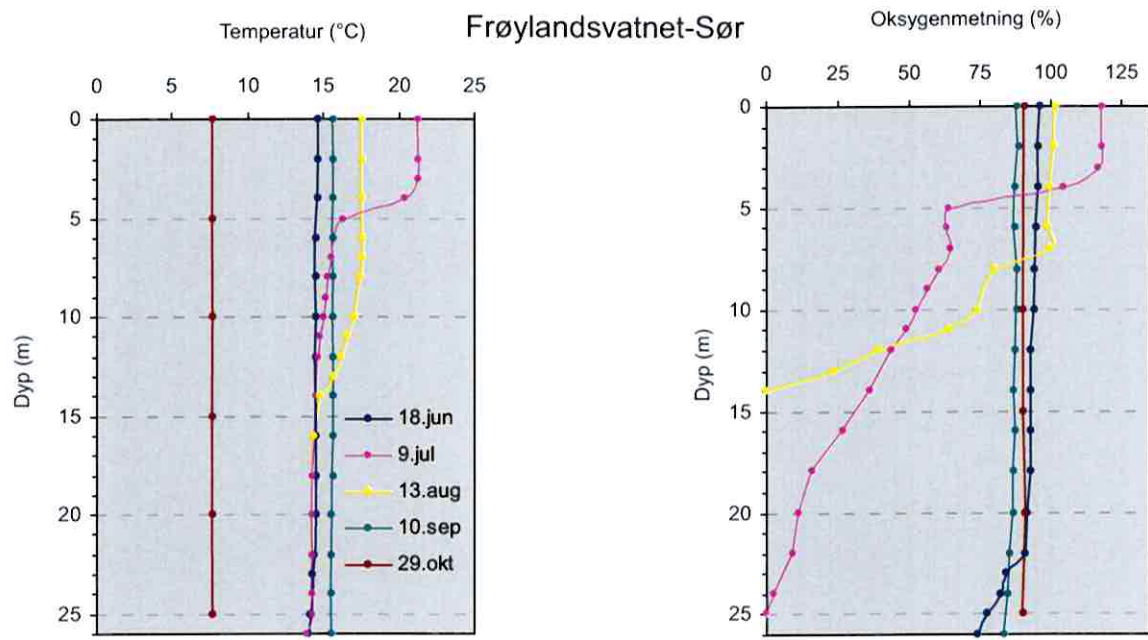 Frøylandsvatnet-Sør
Temperatur (°C)
0 5 10 15 20 25
Dyp (m)
0
5
10
15
20
25
18.jun
9.jul
13.aug
10.sep
29.okt
Oksygenmetning (%)
0 25 50 75 100 125
Dyp (m)
0
5
10
15
20
25